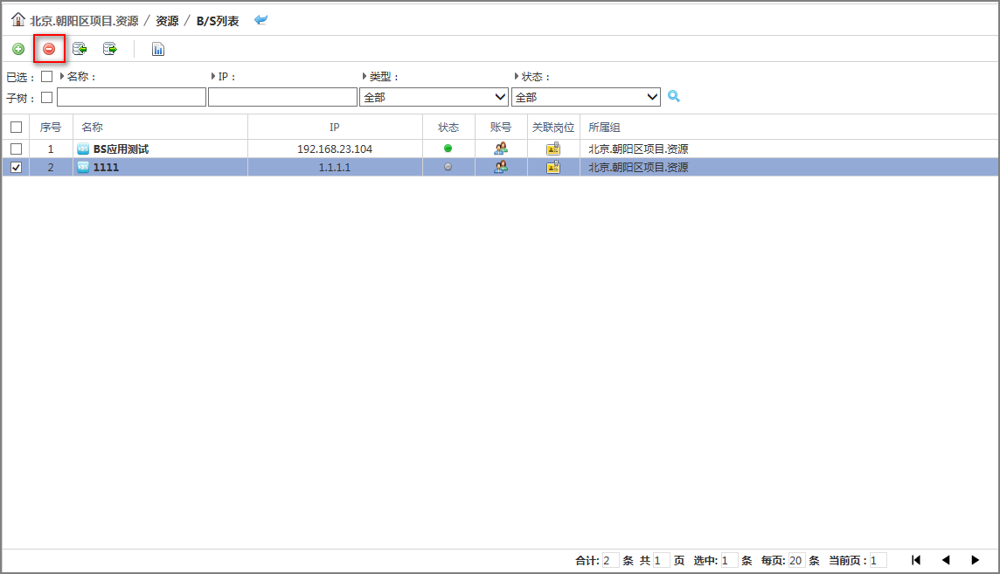 北京.朝阳区项目.资源 / 资源 / B/S列表
已选： 名称： IP： 类型： 状态：
子树： 全部 全部
序号 名称 IP 状态 账号 关联岗位 所属组
1 BS应用测试 192.168.23.104 北京.朝阳区项目.资源
2 1111 1.1.1.1 北京.朝阳区项目.资源
合计: 2 条 共 1 页 选中: 1 条 每页: 20 条 当前页: 1